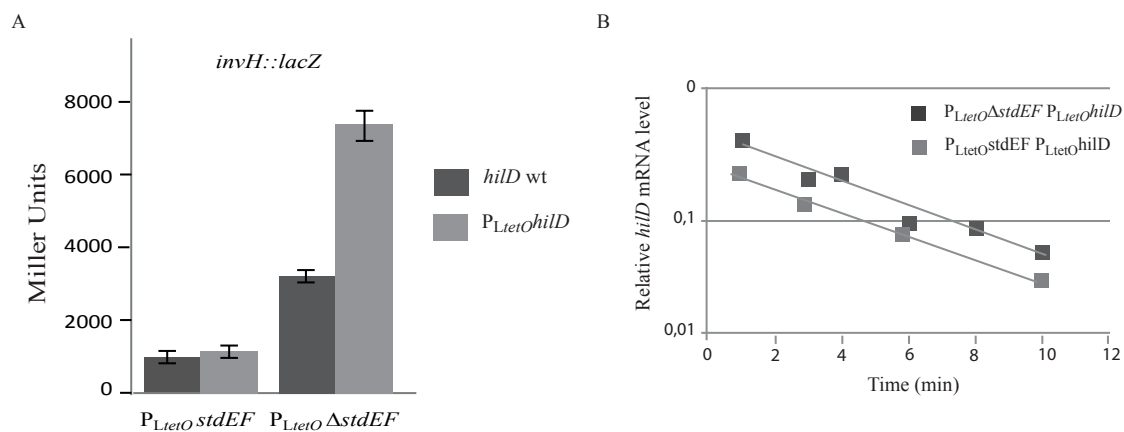 A
invH::lacZ
Miller Units
8000
6000
4000
2000
0
hilD wt
PLtetOhilD
PLtetO stdEF
PLtetO ΔstdEF
B
Relative hilD mRNA level
0
0,1
0,01
PLtetOΔstdEF PLtetOhilD
PLtetOstdEF PLtetOhilD
0 2 4 6 8 10 12
Time (min)